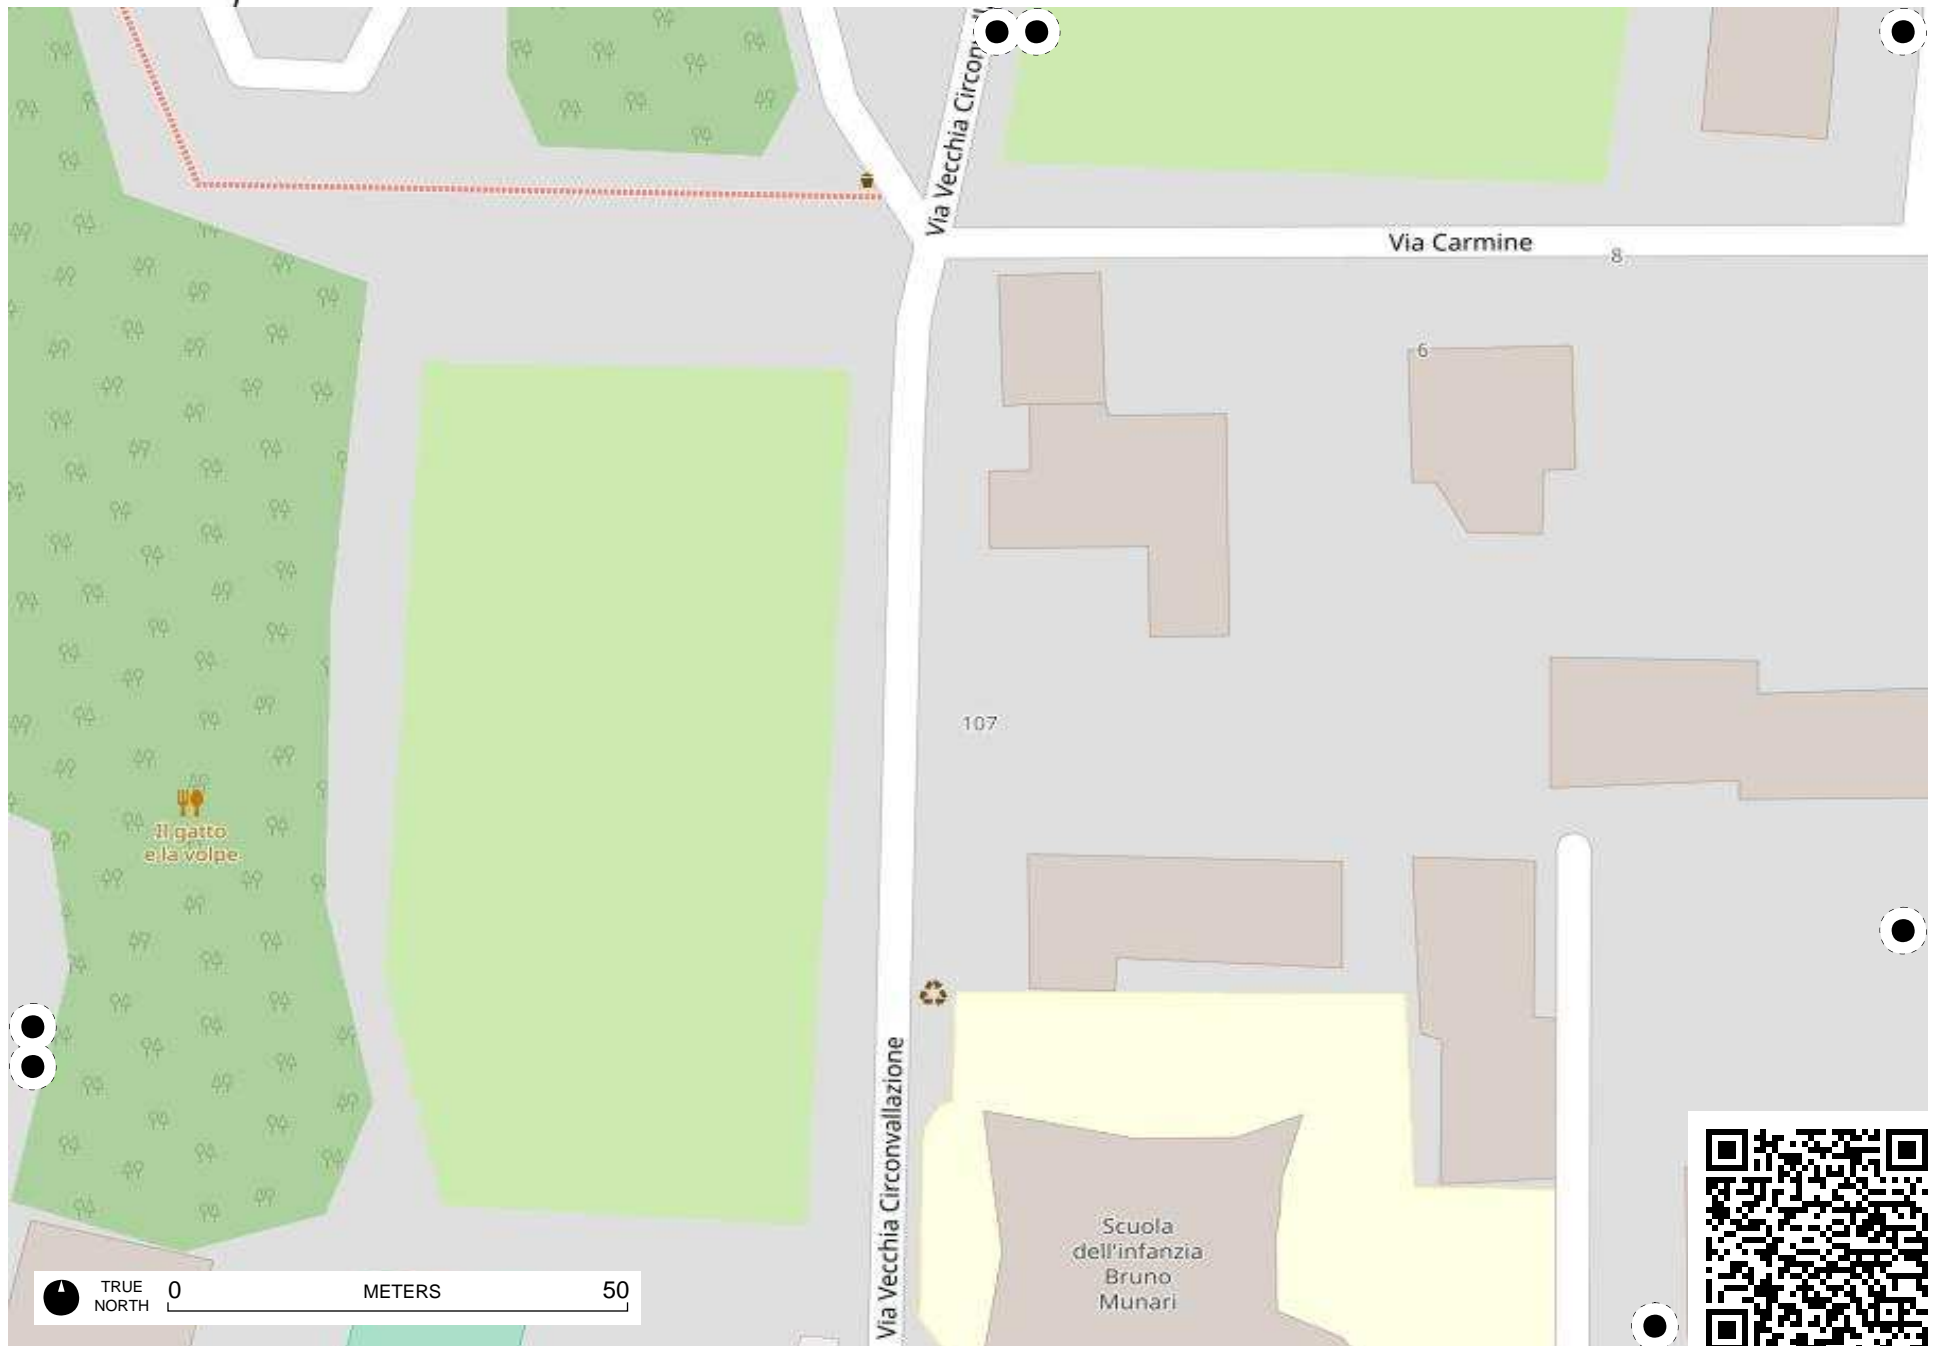 Via Vecchia
Via Carmine
8
6
107
Il gatto
e la volpe
Via Vecchia Circonvallazione
Scuola
dell'infanzia
Bruno
Munari
TRUE
NORTH
0
METERS
50